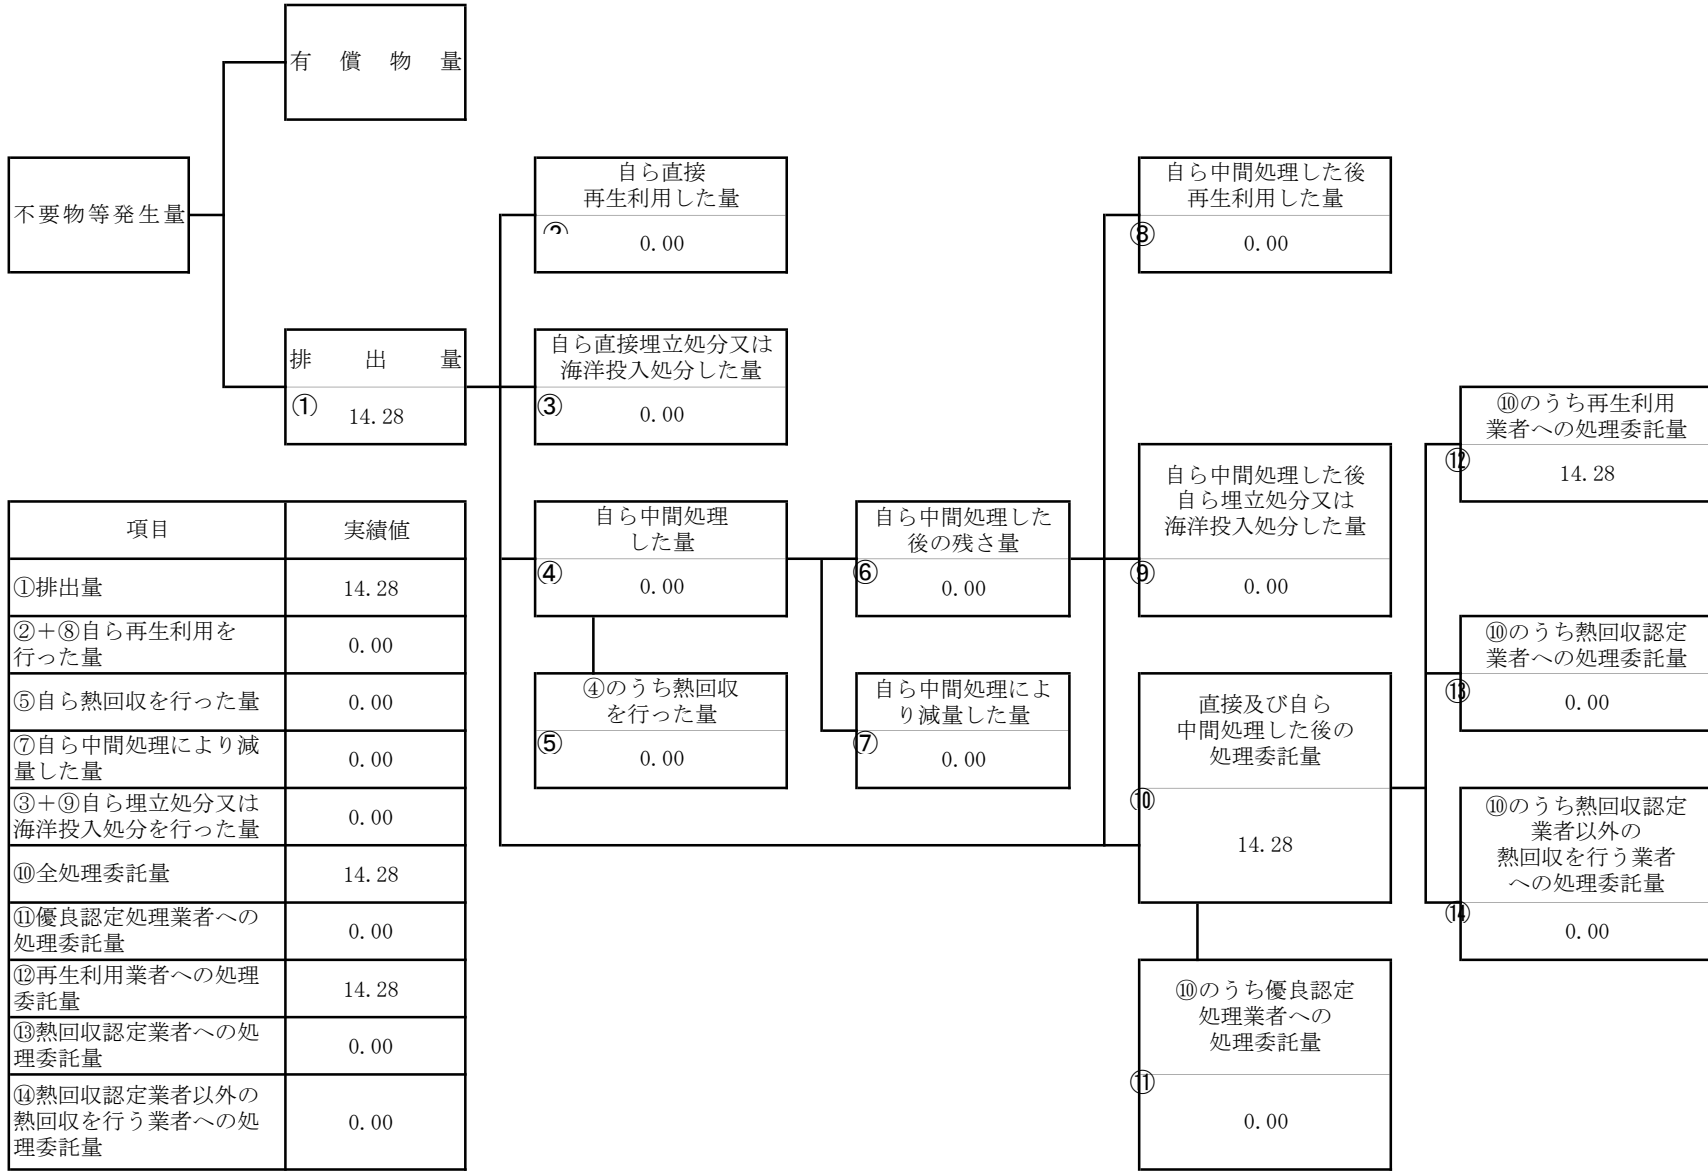 有償物量
不要物等発生量
排出量
①
14.28
自ら直接
再生利用した量
0.00
自ら直接埋立処分又は
海洋投入処分した量
③
0.00
自ら中間処理
した量
④
0.00
④のうち熱回収
を行った量
⑤
0.00
自ら中間処理した
後の残さ量
⑥
0.00
自ら中間処理によ
り減量した量
⑦
0.00
自ら中間処理した後
再生利用した量
⑧
0.00
自ら中間処理した後
自ら埋立処分又は
海洋投入処分した量
⑨
0.00
直接及び自ら
中間処理した後の
処理委託量
⑩
14.28
⑩のうち優良認定
処理業者への
処理委託量
⑪
0.00
⑩のうち再生利用
業者への処理委託量
⑫
14.28
⑩のうち熱回収認定
業者への処理委託量
⑬
0.00
⑩のうち熱回収認定
業者以外の
熱回収を行う業者
への処理委託量
⑭
0.00
項目 実績値
①排出量 14.28
②＋⑧自ら再生利用を
行った量 0.00
⑤自ら熱回収を行った量 0.00
⑦自ら中間処理により減
量した量 0.00
③＋⑨自ら埋立処分又は
海洋投入処分を行った量 0.00
⑩全処理委託量 14.28
⑪優良認定処理業者への
処理委託量 0.00
⑫再生利用業者への処理
委託量 14.28
⑬熱回収認定業者への処
理委託量 0.00
⑭熱回収認定業者以外の
熱回収を行う業者への処
理委託量 0.00